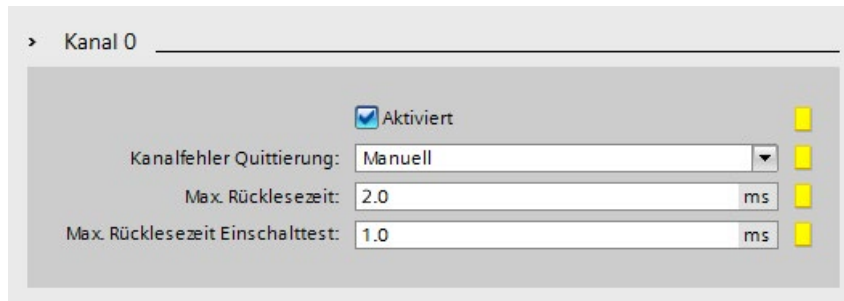 Kanal 0
Aktiviert
Kanalfehler Quittierung: Manuell
Max. Rücklesezeit: 2.0 ms
Max. Rücklesezeit Einschalttest: 1.0 ms